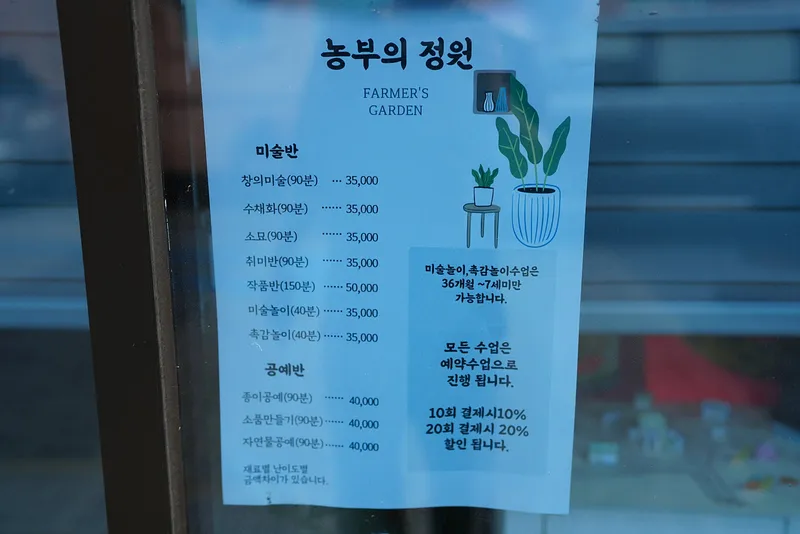 농부의 정원
FARMER'S
GARDEN
미술반
창의미술(90분) ··· 35,000
수채화(90분) ······ 35,000
소묘(90분) ······ 35,000
취미반(90분) ······ 35,000
작품반(150분) ······ 50,000
미술놀이(40분) ······ 35,000
촉감놀이(40분) ······ 35,000
공예반
종이공예(90분) ······ 40,000
소품만들기(90분) ······ 40,000
자연물공예(90분) ······ 40,000
재료별 난이도별
금액차이가 있습니다.
미술놀이,촉감놀이수업은
36개월 ~7세미만
가능합니다.
모든 수업은
예약수업으로
진행 됩니다.
10회 결제시10%
20회 결제시 20%
할인 됩니다.